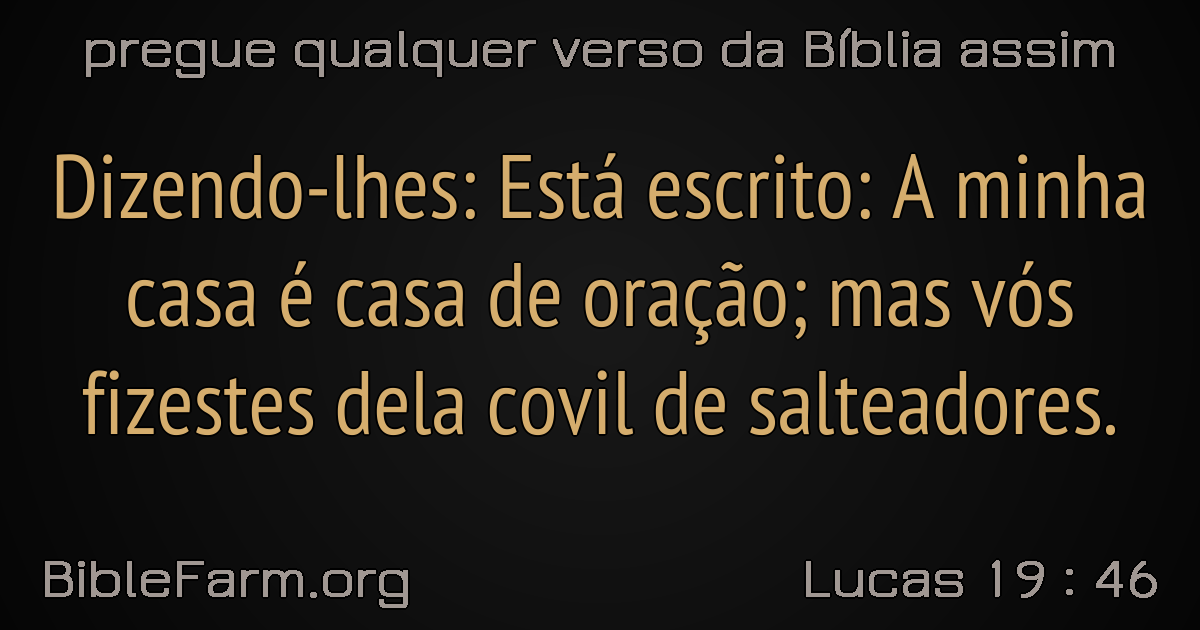 pregue qualquer verso da Bíblia assim
Dizendo-lhes: Está escrito: A minha
casa é casa de oração; mas vós
fizestes dela covil de salteadores.
BibleFarm.org
Lucas 19 : 46